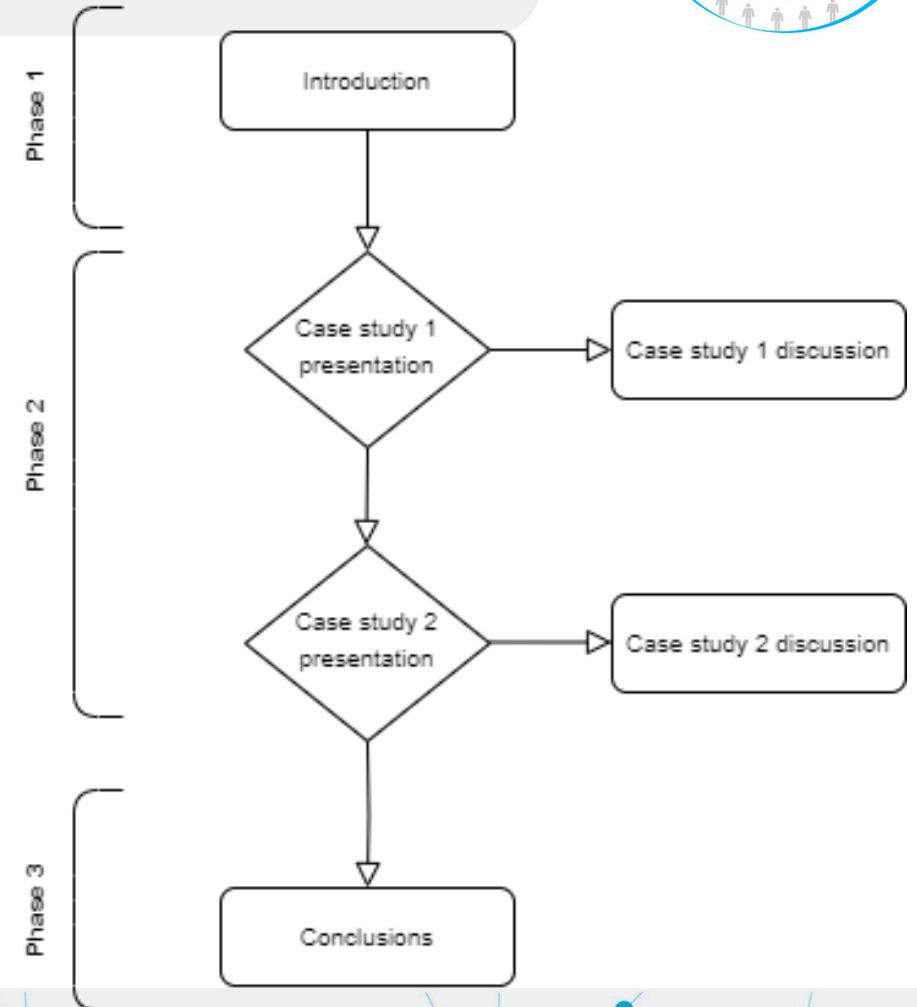 Phase 1
Introduction
Phase 2
Case study 1
presentation
Case study 1 discussion
Case study 2
presentation
Case study 2 discussion
Phase 3
Conclusions